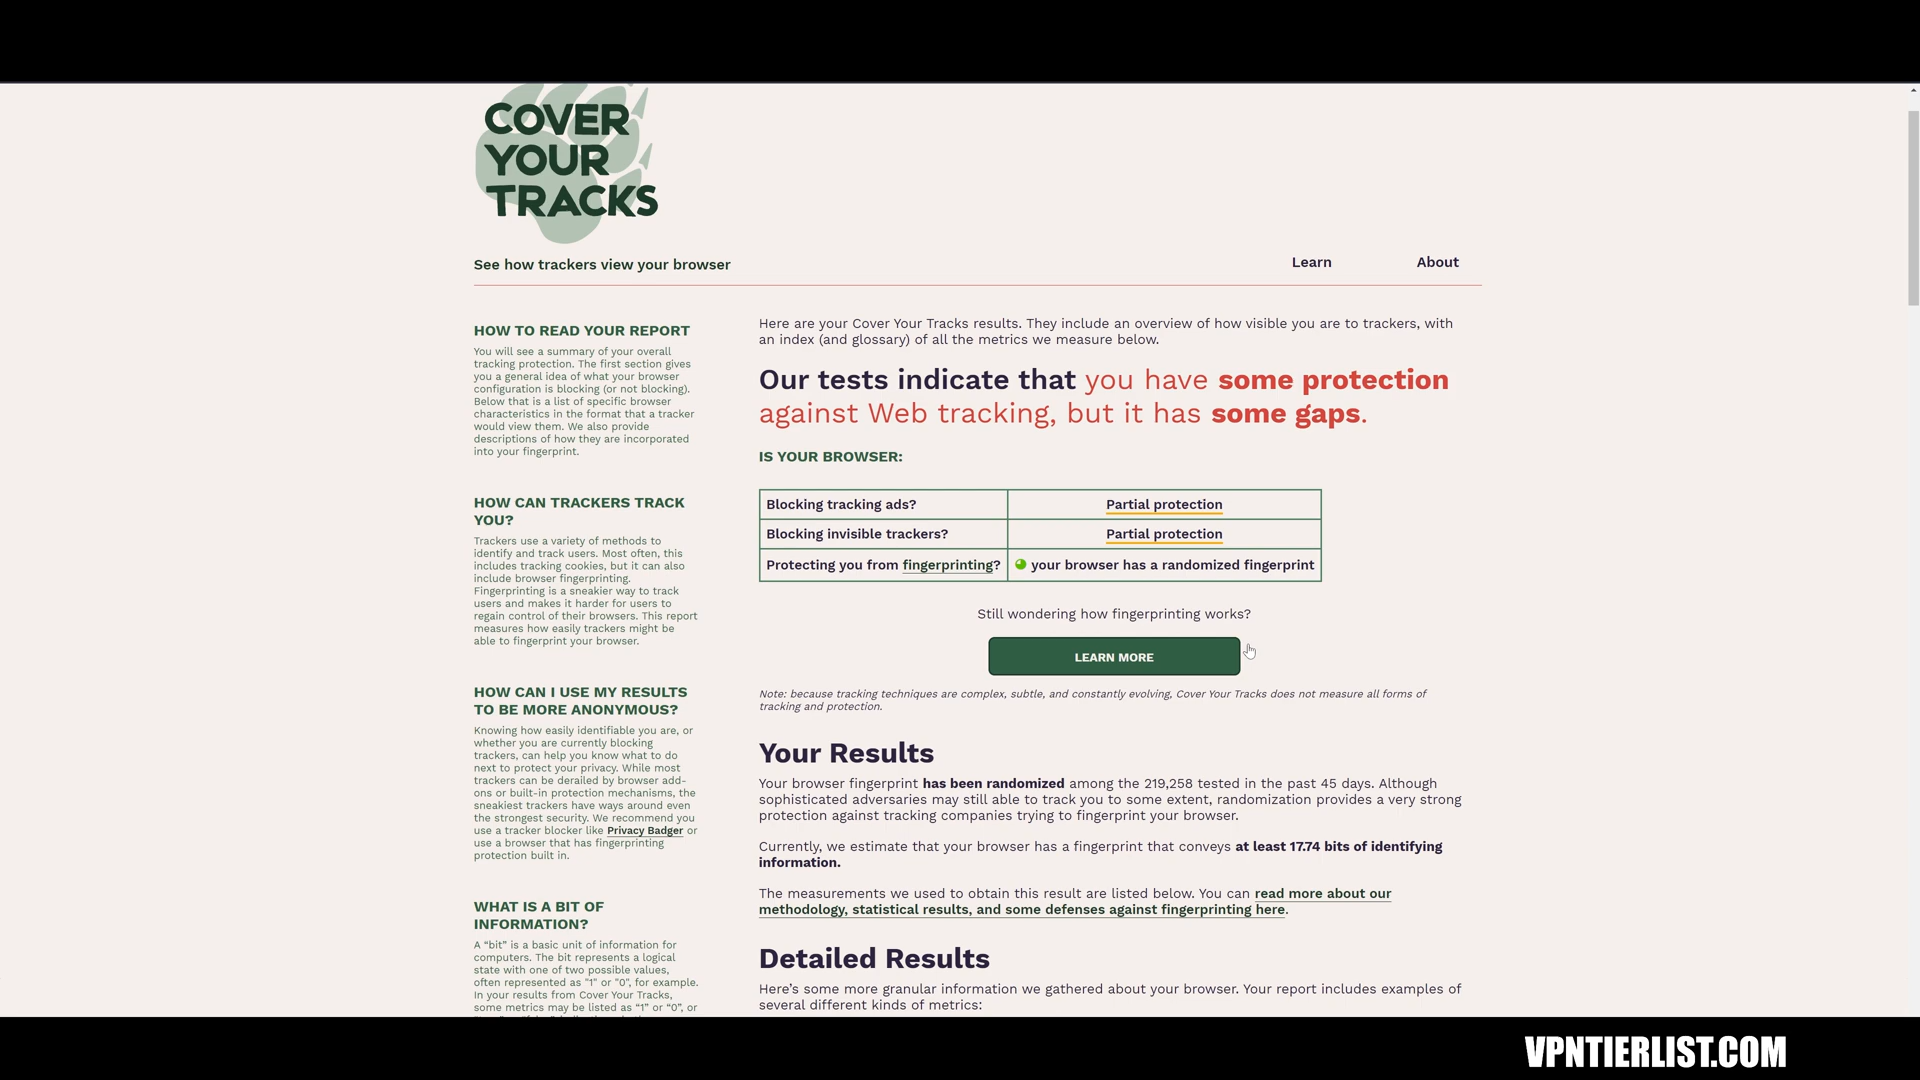 COVER
YOUR
TRACKS
See how trackers view your browser
Learn
About
HOW TO READ YOUR REPORT
You will see a summary of your overall
tracking protection. The first section gives
you a general idea of what your browser
configuration is blocking (or not blocking).
Below that is a list of specific browser
characteristics in the format that a tracker
would view them. We also provide
descriptions of how they are incorporated
into your fingerprint.
HOW CAN TRACKERS TRACK
YOU?
Trackers use a variety of methods to
identify and track users. Most often, this
includes tracking cookies, but it can also
include browser fingerprinting.
Fingerprinting is a sneakier way to track
users and makes it harder for users to
regain control of their browsers. This report
measures how easily trackers might be
able to fingerprint your browser.
HOW CAN I USE MY RESULTS
TO BE MORE ANONYMOUS?
Knowing how easily identifiable you are, or
whether you are currently blocking
trackers, can help you know what to do
next to protect your privacy. While most
trackers can be derailed by browser add-
ons or built-in protection mechanisms, the
sneakiest trackers have ways around even
the strongest security. We recommend you
use a tracker blocker like Privacy Badger or
use a browser that has fingerprinting
protection built in.
WHAT IS A BIT OF
INFORMATION?
A “bit” is a basic unit of information for
computers. The bit represents a logical
state with one of two possible values,
often represented as "1" or "0", for example.
In your results from Cover Your Tracks,
some metrics may be listed as “1” or “0”, or
Here are your Cover Your Tracks results. They include an overview of how visible you are to trackers, with
an index (and glossary) of all the metrics we measure below.
Our tests indicate that you have some protection
against Web tracking, but it has some gaps.
IS YOUR BROWSER:
Blocking tracking ads? Partial protection
Blocking invisible trackers? Partial protection
Protecting you from fingerprinting? your browser has a randomized fingerprint
Still wondering how fingerprinting works?
LEARN MORE
Note: because tracking techniques are complex, subtle, and constantly evolving, Cover Your Tracks does not measure all forms of
tracking and protection.
Your Results
Your browser fingerprint has been randomized among the 219,258 tested in the past 45 days. Although
sophisticated adversaries may still able to track you to some extent, randomization provides a very strong
protection against tracking companies trying to fingerprint your browser.
Currently, we estimate that your browser has a fingerprint that conveys at least 17.74 bits of identifying
information.
The measurements we used to obtain this result are listed below. You can read more about our
methodology, statistical results, and some defenses against fingerprinting here.
Detailed Results
Here’s some more granular information we gathered about your browser. Your report includes examples of
several different kinds of metrics:
VPNTIERLIST.COM